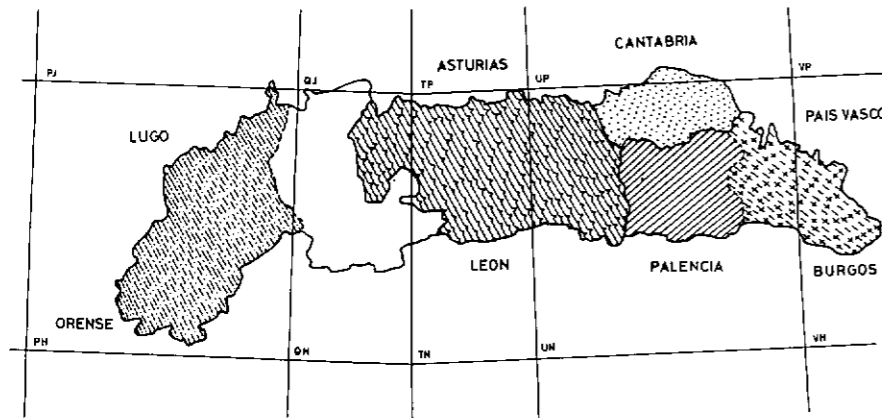 CANTABRIA
ASTURIAS
PJ
QJ
TP
UP
VP
LUGO
PAIS VASCO
LEON
PALENCIA
BURGOS
ORENSE
PH
QH
TN
UN
VH